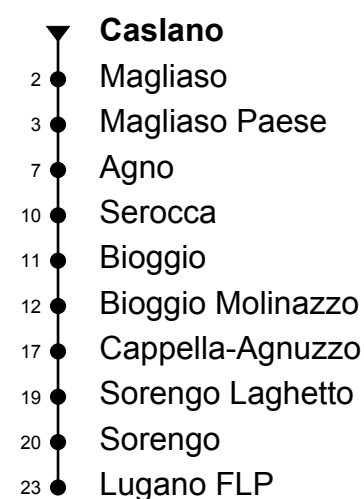 Caslano
2 Magliaso
3 Magliaso Paese
7 Agno
10 Serocca
11 Bioggio
12 Bioggio Molinazzo
17 Cappella-Agnuzzo
19 Sorengo Laghetto
20 Sorengo
23 Lugano FLP